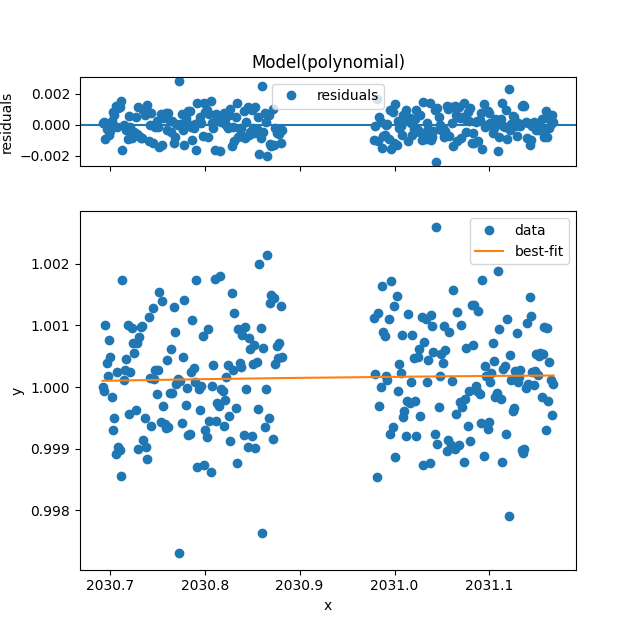 Model(polynomial)
residuals
0.002
0.000
−0.002
residuals
1.002
1.001
1.000
0.999
0.998
y
data
best-fit
2030.7 2030.8 2030.9 2031.0 2031.1
x